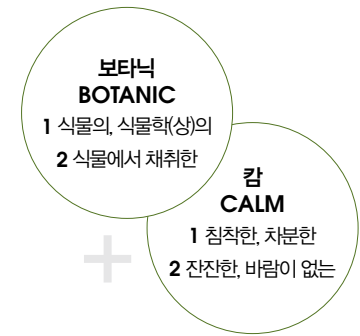 보타닉
BOTANIC
1 식물의, 식물학(상)의
2 식물에서 채취한
캄
CALM
1 침착한, 차분한
2 잔잔한, 바람이 없는
+